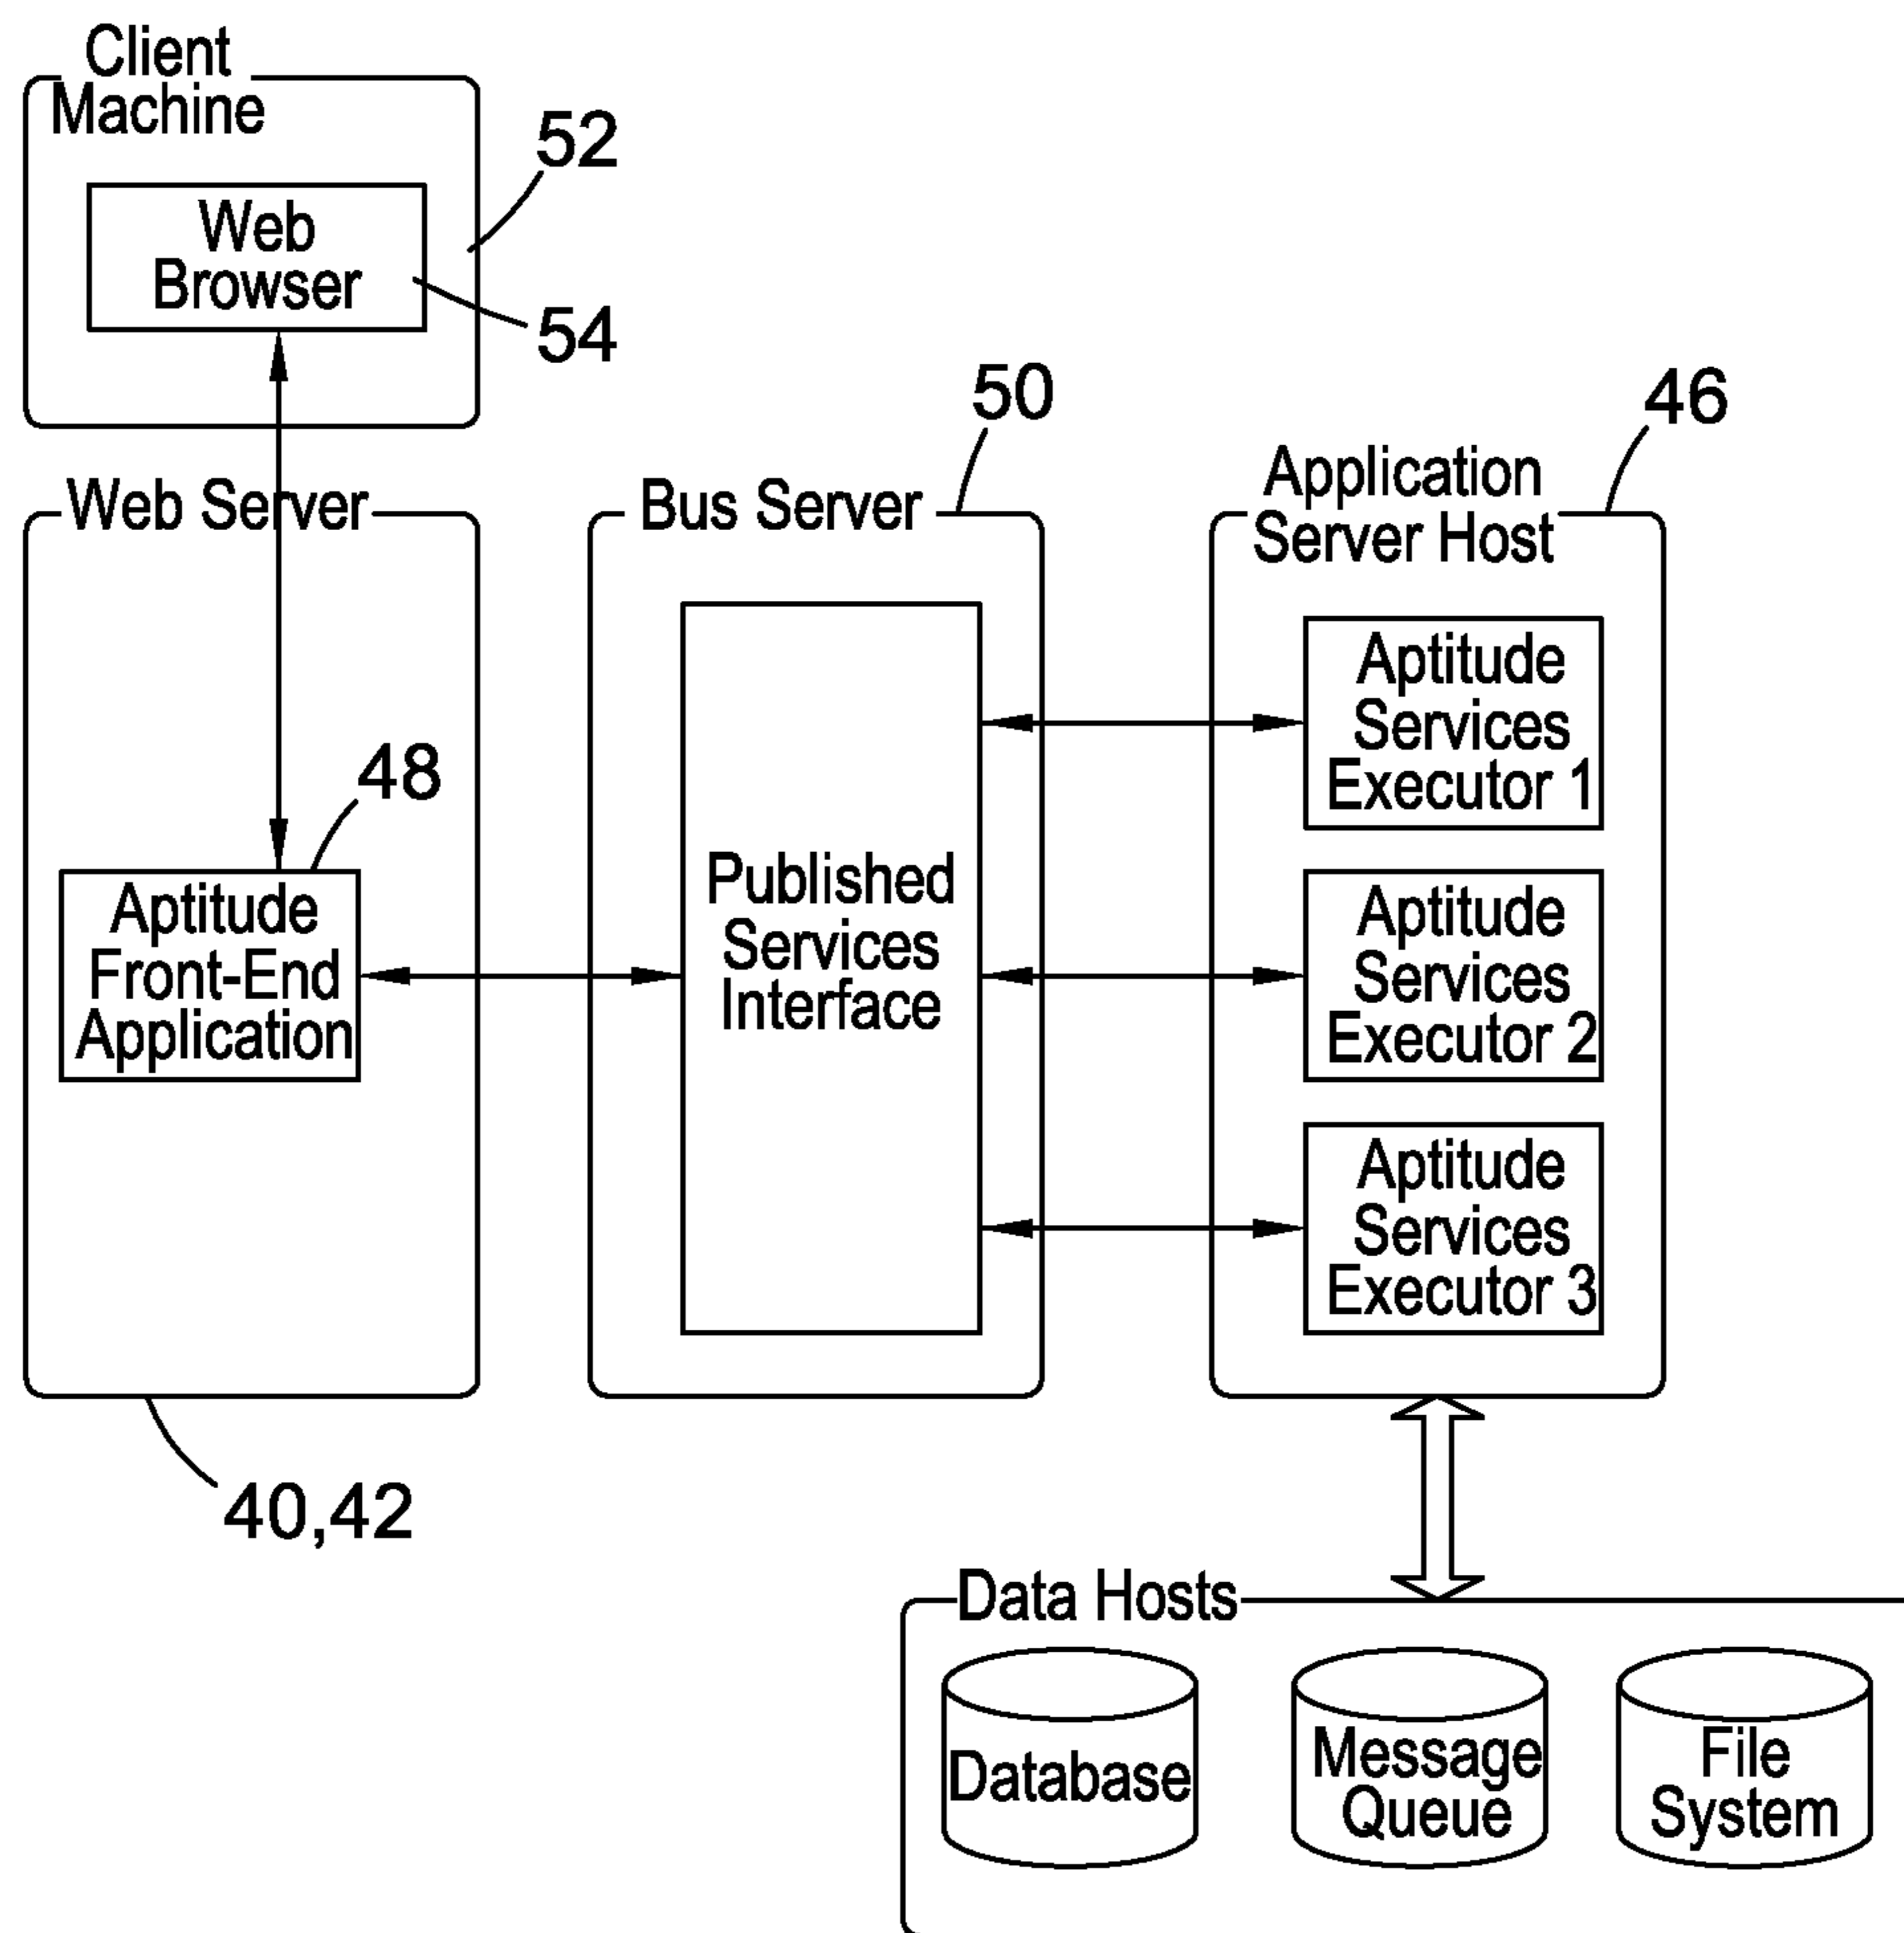 Client
Machine
52
Web
Browser
54
50
46
Web Server
Bus Server
Application
Server Host
48
Aptitude
Front-End
Application
Published
Services
Interface
Aptitude
Services
Executor 1
Aptitude
Services
Executor 2
Aptitude
Services
Executor 3
40,42
Data Hosts
Database
Message
Queue
File
System